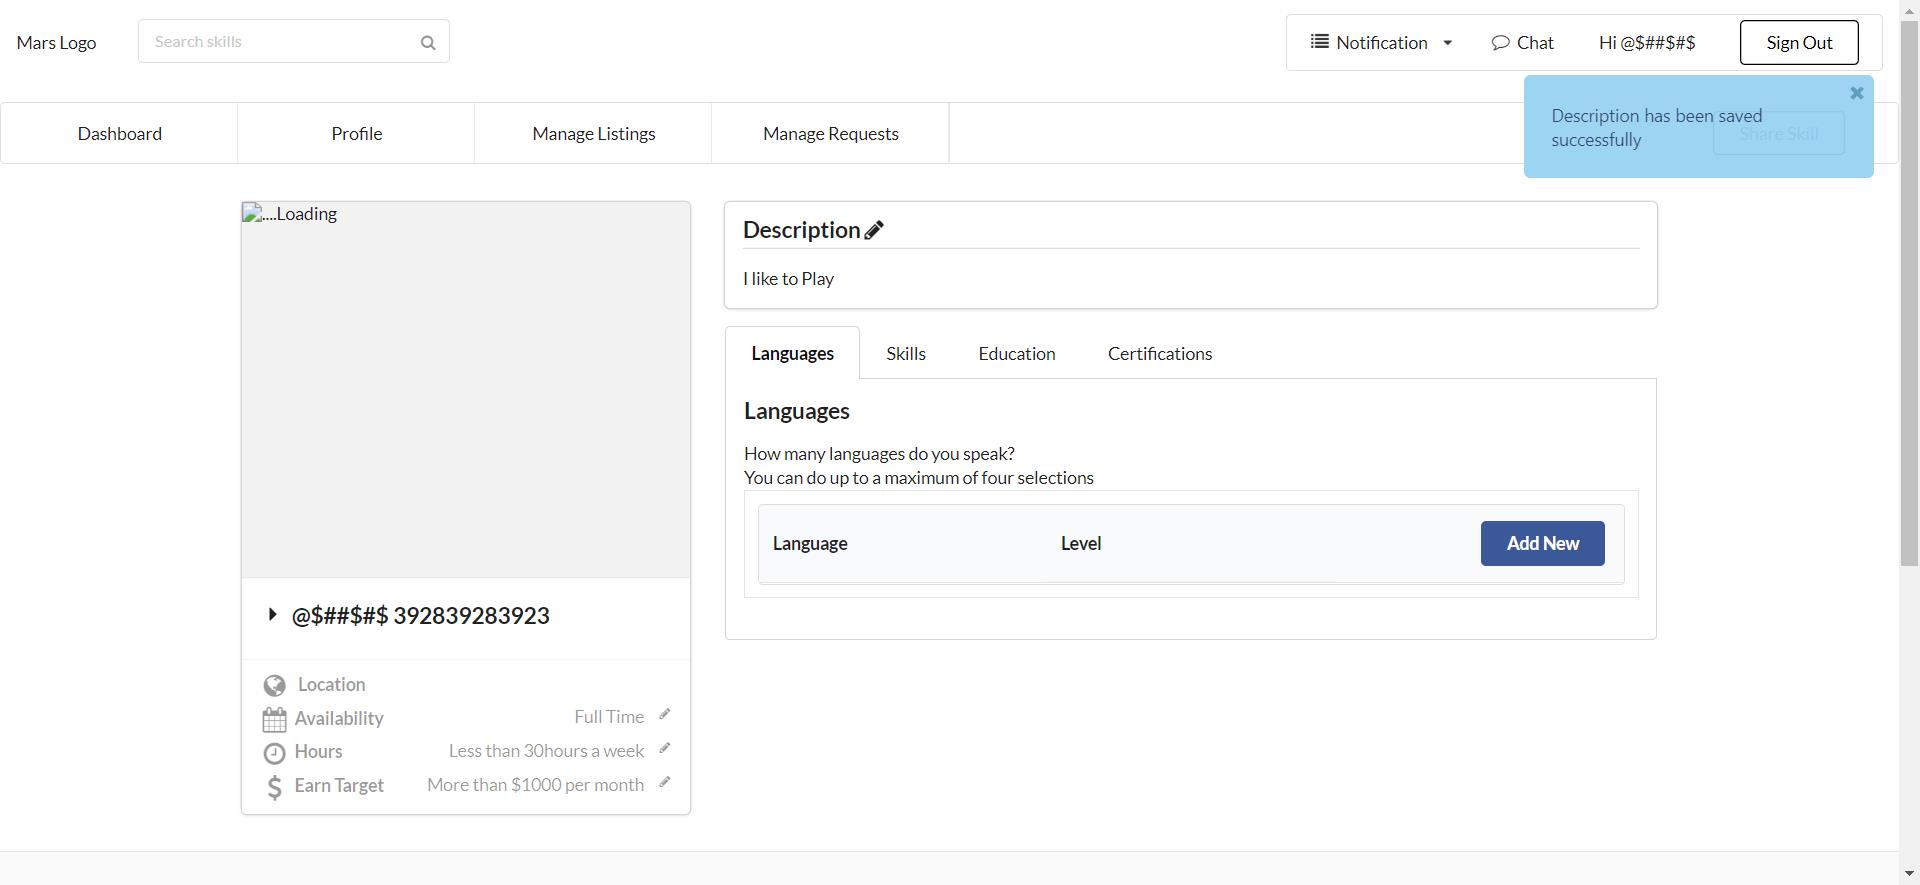 Mars Logo
Search skills
Notification
Chat
Hi @$##$#$
Sign Out
Dashboard
Profile
Manage Listings
Manage Requests
Share Skill
Description has been saved
successfully
....Loading
Description
I like to Play
Languages
Skills
Education
Certifications
Languages
How many languages do you speak?
You can do up to a maximum of four selections
Language
Level
Add New
@$##$#$ 392839283923
Location
Availability
Full Time
Hours
Less than 30hours a week
Earn Target
More than $1000 per month